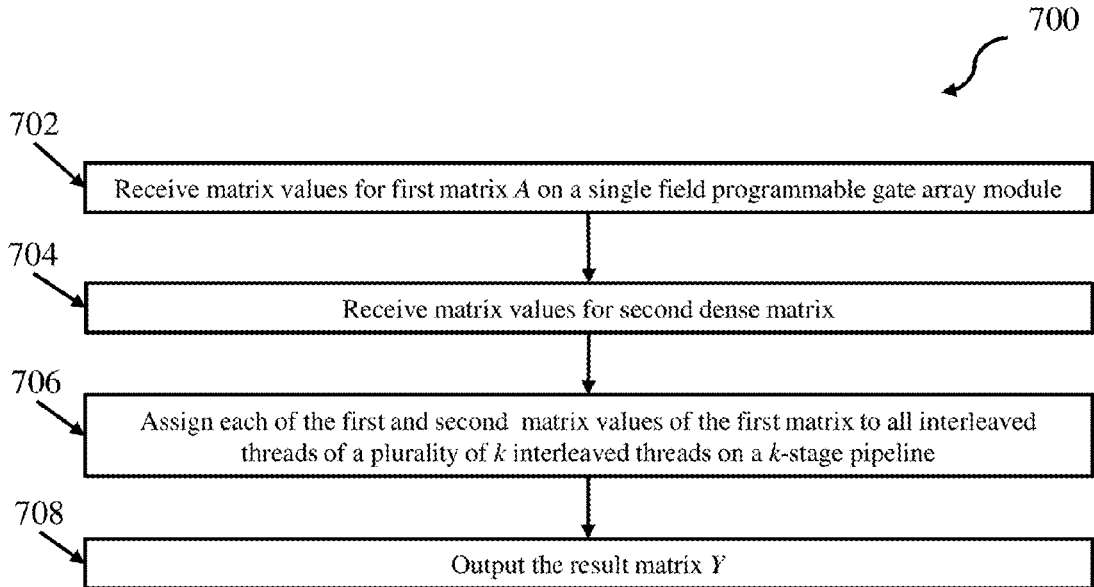 700
702
Receive matrix values for first matrix A on a single field programmable gate array module
704
Receive matrix values for second dense matrix
706
Assign each of the first and second matrix values of the first matrix to all interleaved
threads of a plurality of k interleaved threads on a k-stage pipeline
708
Output the result matrix Y